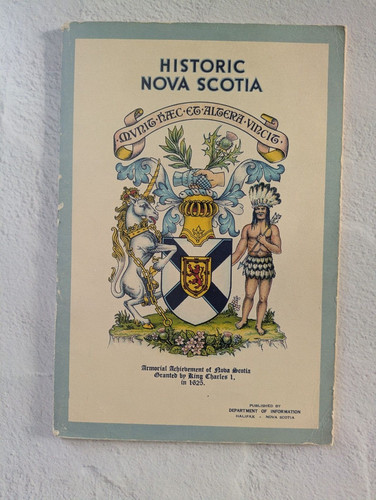 HISTORIC
NOVA SCOTIA
MVNIT·HÆC·ET·ALTERA·VINCIT·
Armorial Achievement of Nova Scotia
Granted by King Charles 1,
in 1625.
PUBLISHED BY
DEPARTMENT OF INFORMATION
HALIFAX - NOVA SCOTIA